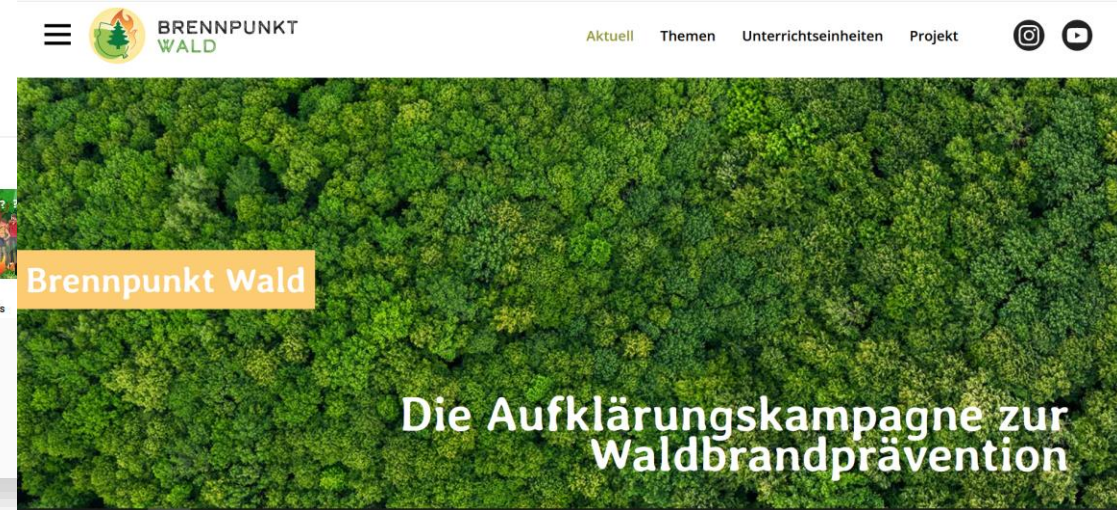 BRENNPUNKT
WALD
Aktuell Themen Unterrichtseinheiten Projekt
Brennpunkt Wald
Die Aufklärungskampagne zur
Waldbrandprävention